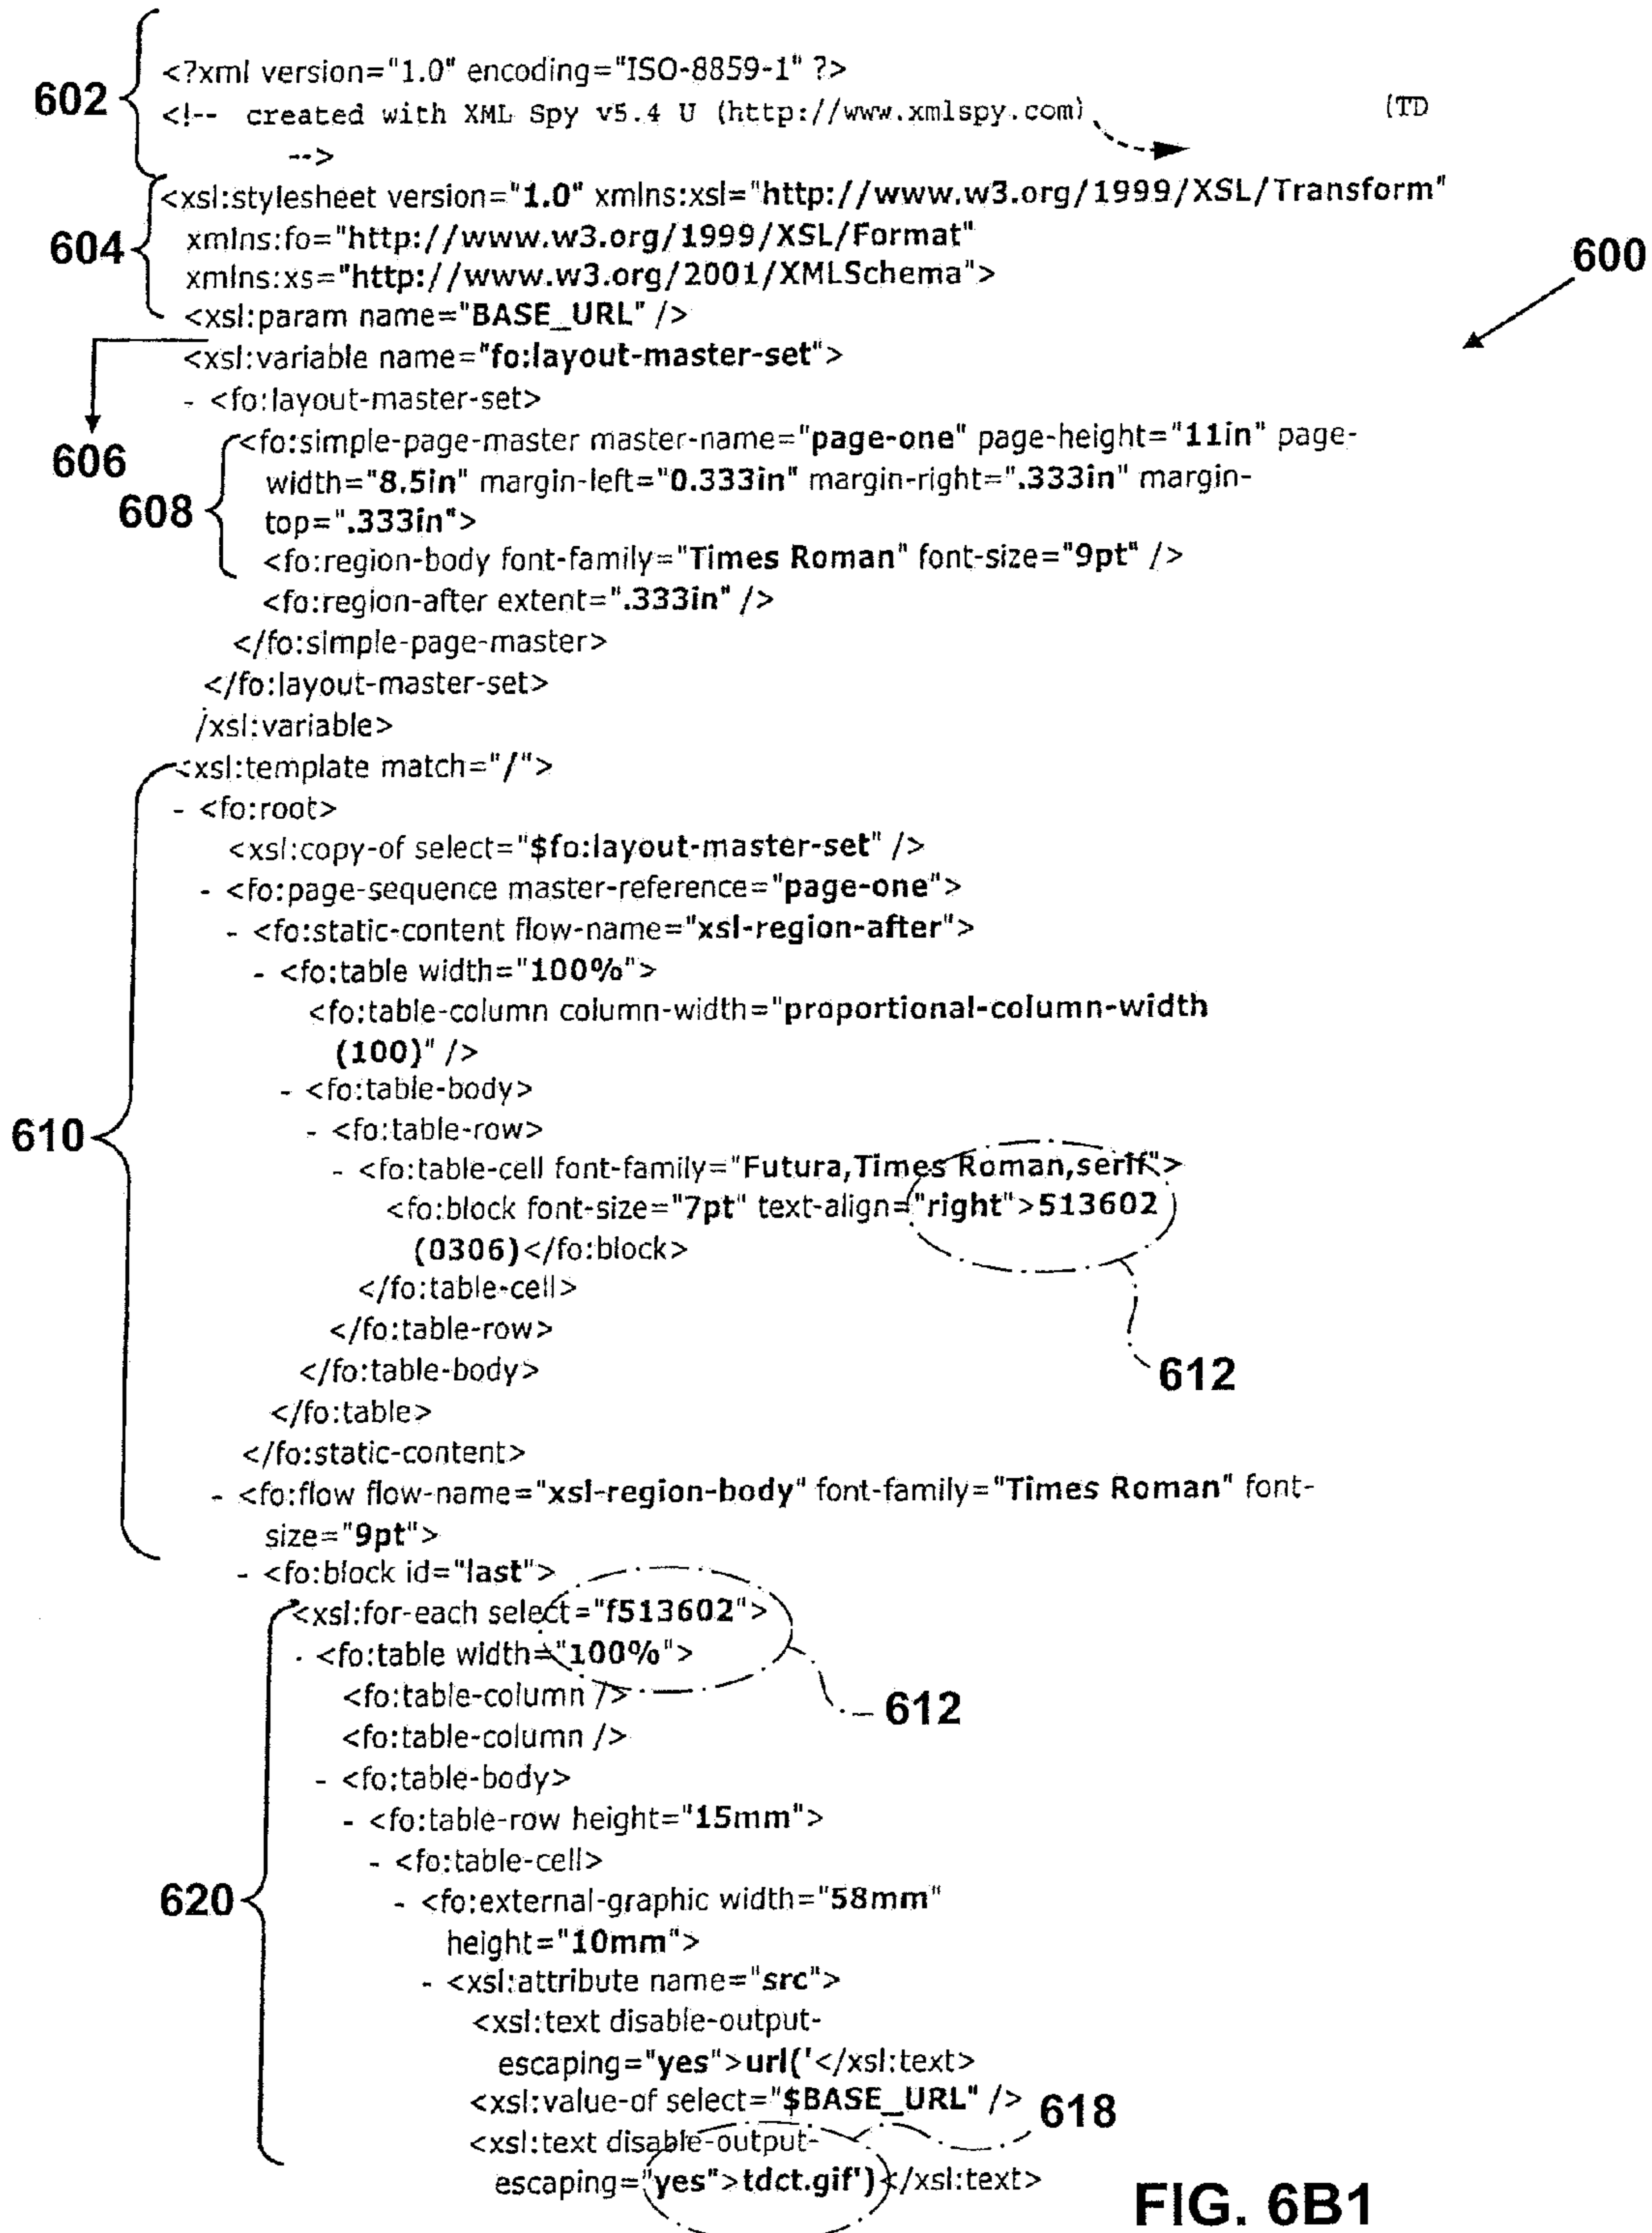 602
<?xml version="1.0" encoding="ISO-8859-1" ?>
<!-- created with XML Spy v5.4 U (http://www.xmlspy.com) (TD
-->
604
<xsl:stylesheet version="1.0" xmlns:xsl="http://www.w3.org/1999/XSL/Transform"
xmlns:fo="http://www.w3.org/1999/XSL/Format"
xmlns:xs="http://www.w3.org/2001/XMLSchema">
600
<xsl:param name="BASE_URL" />
<xsl:variable name="fo:layout-master-set">
- <fo:layout-master-set>
606
608
<fo:simple-page-master master-name="page-one" page-height="11in" page-
width="8.5in" margin-left="0.333in" margin-right=".333in" margin-
top=".333in">
<fo:region-body font-family="Times Roman" font-size="9pt" />
<fo:region-after extent=".333in" />
</fo:simple-page-master>
</fo:layout-master-set>
/xsl:variable>
610
<xsl:template match="/">
- <fo:root>
<xsl:copy-of select="$fo:layout-master-set" />
- <fo:page-sequence master-reference="page-one">
- <fo:static-content flow-name="xsl-region-after">
- <fo:table width="100%">
<fo:table-column column-width="proportional-column-width
(100)" />
- <fo:table-body>
- <fo:table-row>
- <fo:table-cell font-family="Futura,Times Roman,serif">
<fo:block font-size="7pt" text-align="right">513602
(0306)</fo:block>
</fo:table-cell>
</fo:table-row>
612
</fo:table-body>
</fo:table>
</fo:static-content>
- <fo:flow flow-name="xsl-region-body" font-family="Times Roman" font-
size="9pt">
- <fo:block id="last">
620
<xsl:for-each select="f513602">
- <fo:table width="100%">
612
<fo:table-column />
<fo:table-column />
- <fo:table-body>
- <fo:table-row height="15mm">
- <fo:table-cell>
- <fo:external-graphic width="58mm"
height="10mm">
- <xsl:attribute name="src">
<xsl:text disable-output-
escaping="yes">url('</xsl:text>
<xsl:value-of select="$BASE_URL" />
618
<xsl:text disable-output-
escaping="yes">tdct.gif')</xsl:text>
FIG. 6B1